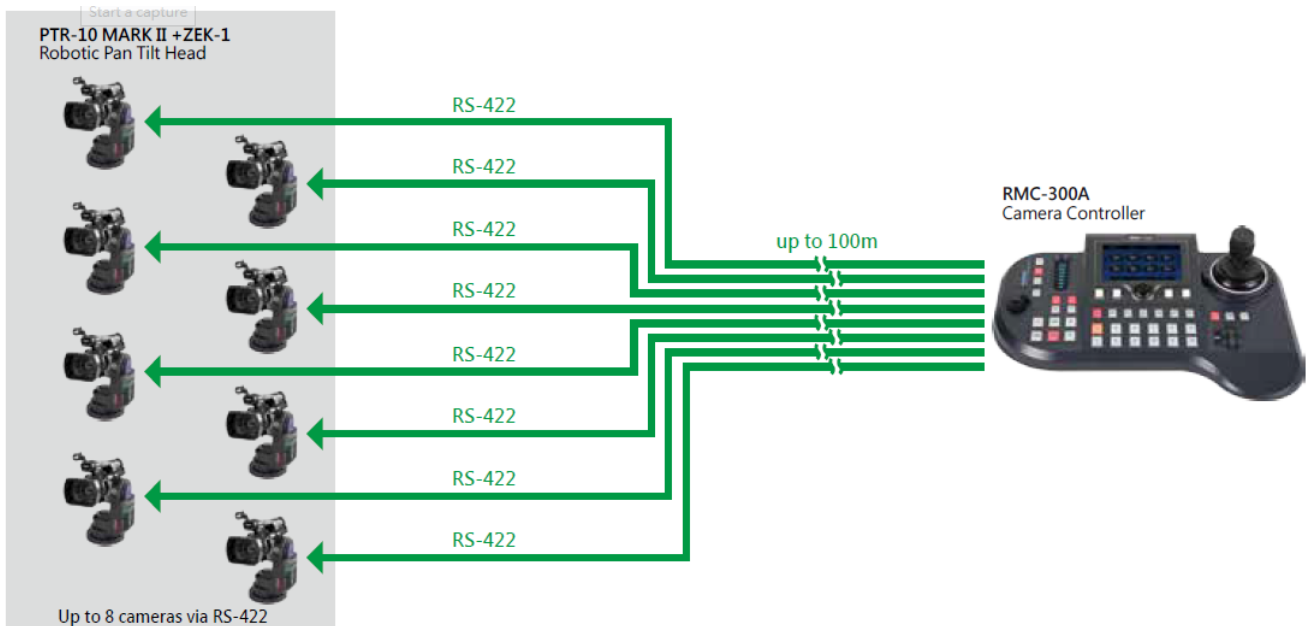 Start a capture
PTR-10 MARK II +ZEK-1
Robotic Pan Tilt Head
RS-422
RS-422
RS-422
RS-422
RS-422
RS-422
RS-422
RS-422
up to 100m
RMC-300A
Camera Controller
Up to 8 cameras via RS-422